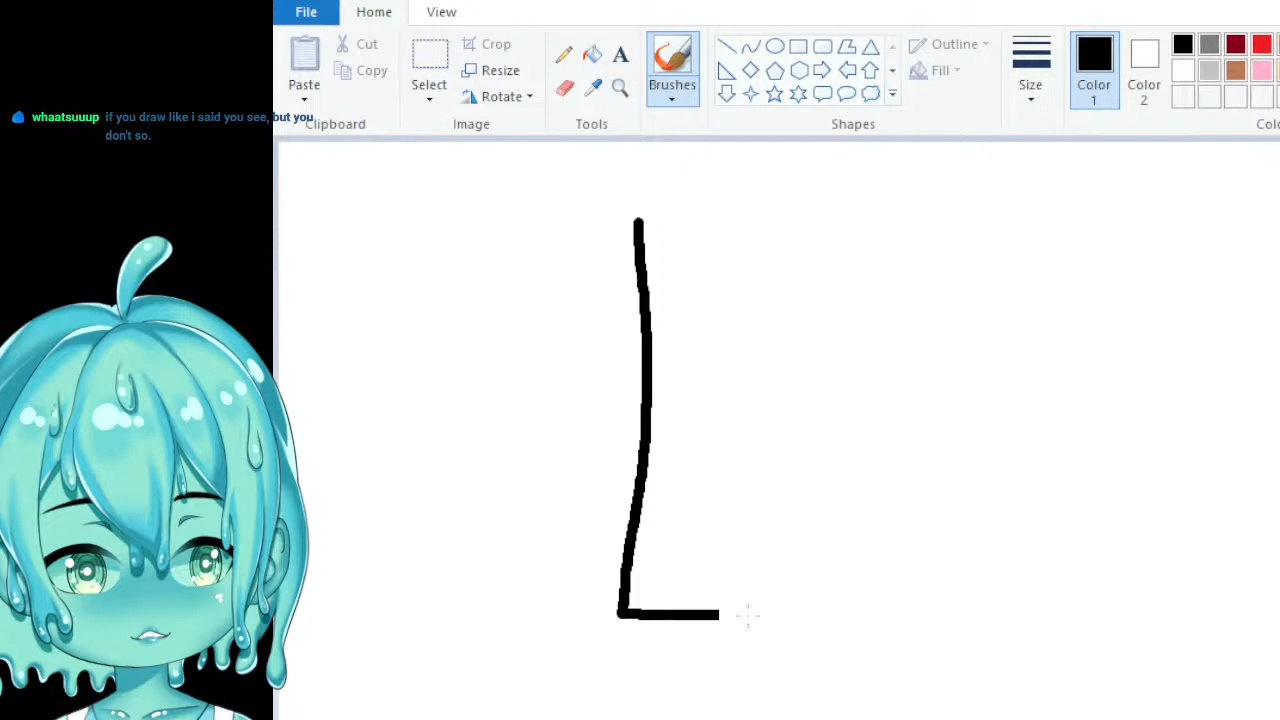 File Home View
Paste
Cut
Copy
Clipboard
Select
Crop
Resize
Rotate
Image
A
Tools
Brushes
Shapes
Outline
Fill
Size
Color
1
Color
2
whaatsuuup if you draw like i said you see, but you
don't so.
L